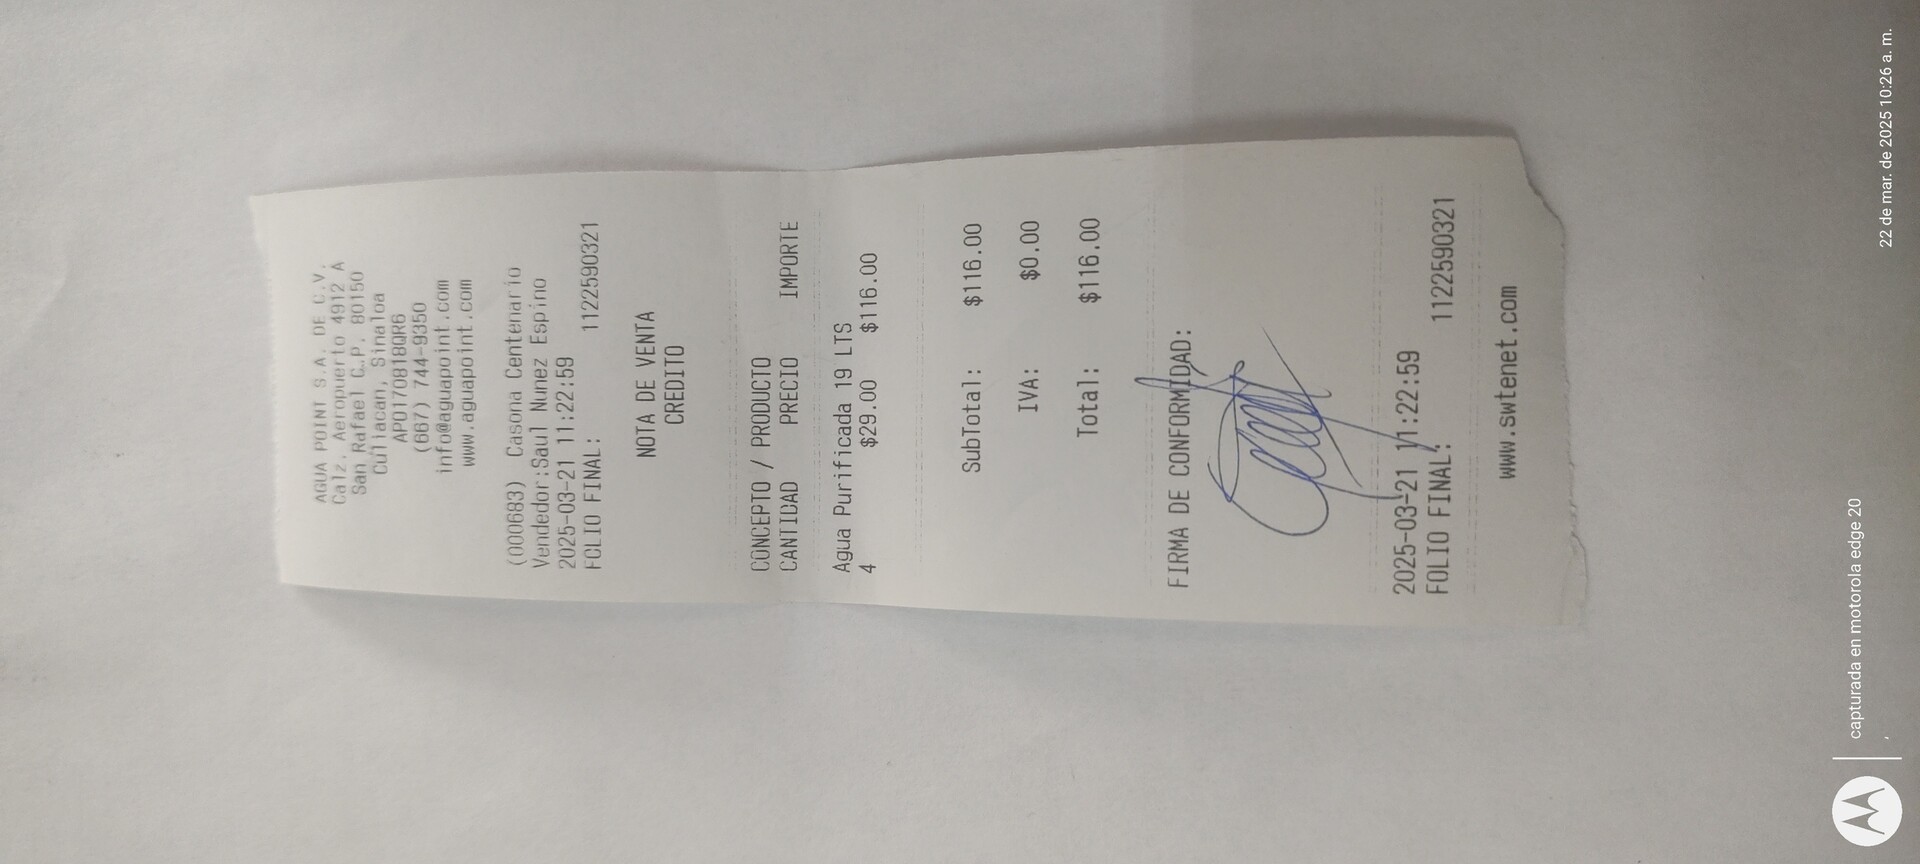 AGUA POINT S.A. DE C.V.
Calz. Aeropuerto 4912 A
San Rafael C.P. 80150
Culiacan, Sinaloa
APO170818QR6
(667) 744-9350
info@aguapoint.com
www.aguapoint.com
(000683) Casona Centenario
Vendedor:Saul Nunez Espino
2025-03-21 11:22:59
FOLIO FINAL: 1122590321
NOTA DE VENTA
CREDITO
CONCEPTO / PRODUCTO
CANTIDAD PRECIO IMPORTE
Agua Purificada 19 LTS
4 $29.00 $116.00
SubTotal: $116.00
IVA: $0.00
Total: $116.00
FIRMA DE CONFORMIDAD:
2025-03-21 11:22:59
FOLIO FINAL: 1122590321
www.swtenet.com
capturada en motorola edge 20
,
22 de mar. de 2025 10:26 a. m.